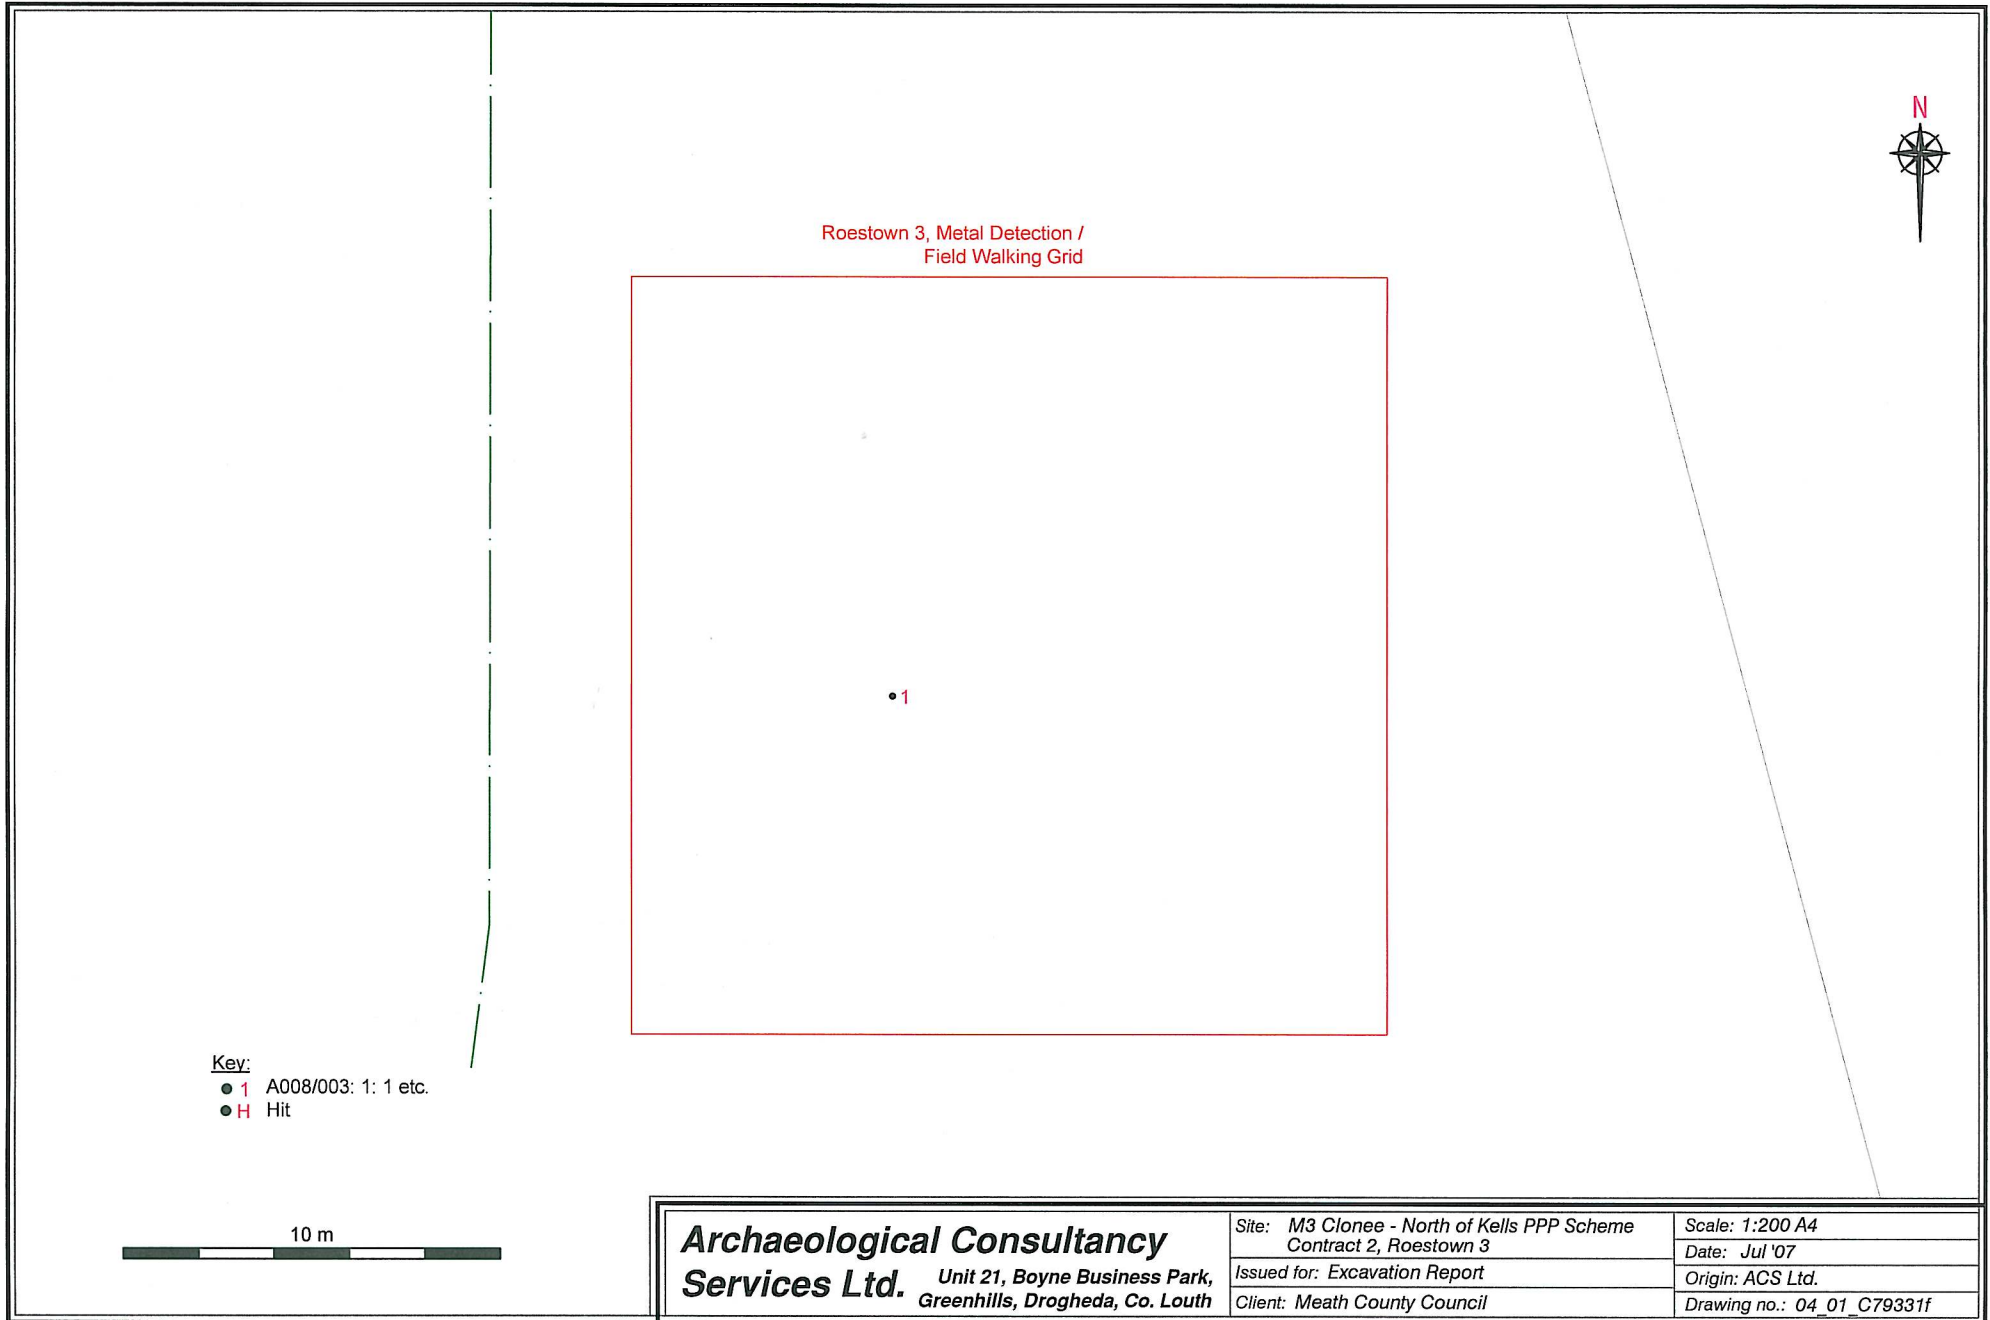 N
Roestown 3, Metal Detection /
Field Walking Grid
1
Key:
1 A008/003: 1: 1 etc.
H Hit
10 m
Archaeological Consultancy
Services Ltd. Unit 21, Boyne Business Park,
Greenhills, Drogheda, Co. Louth
Site: M3 Clonee - North of Kells PPP Scheme
Contract 2, Roestown 3
Issued for: Excavation Report
Client: Meath County Council
Scale: 1:200 A4
Date: Jul '07
Origin: ACS Ltd.
Drawing no.: 04_01_C79331f